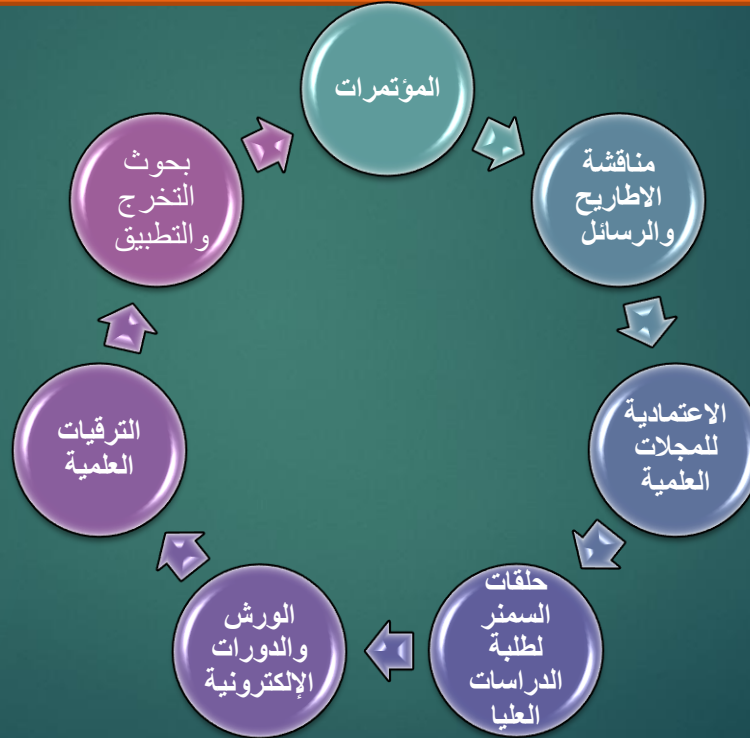 المؤتمرات
مناقشة
الاطاريح
والرسائل
الاعتمادية
للمجلات
العلمية
حلقات
السمنر
لطلبة
الدراسات
العليا
الورش
والدورات
الإلكترونية
الترقيات
العلمية
بحوث
التخرج
والتطبيق